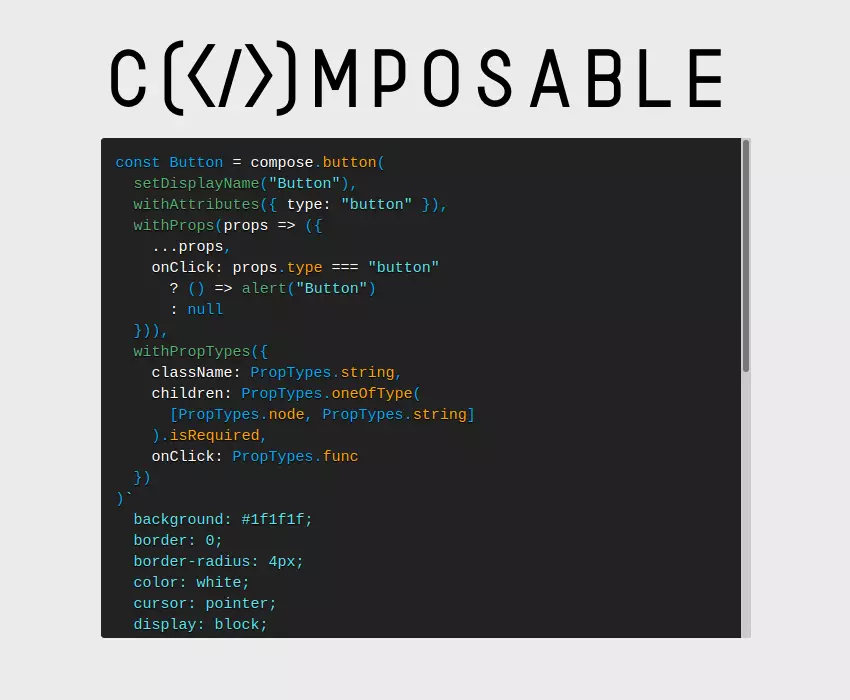 C(</>)MPOSABLE
const Button = compose.button(
  setDisplayName("Button"),
  withAttributes({ type: "button" }),
  withProps(props => ({
    ...props,
    onClick: props.type === "button"
      ? () => alert("Button")
      : null
  })),
  withPropTypes({
    className: PropTypes.string,
    children: PropTypes.oneOfType(
      [PropTypes.node, PropTypes.string]
    ).isRequired,
    onClick: PropTypes.func
  })
)`
  background: #1f1f1f;
  border: 0;
  border-radius: 4px;
  color: white;
  cursor: pointer;
  display: block;